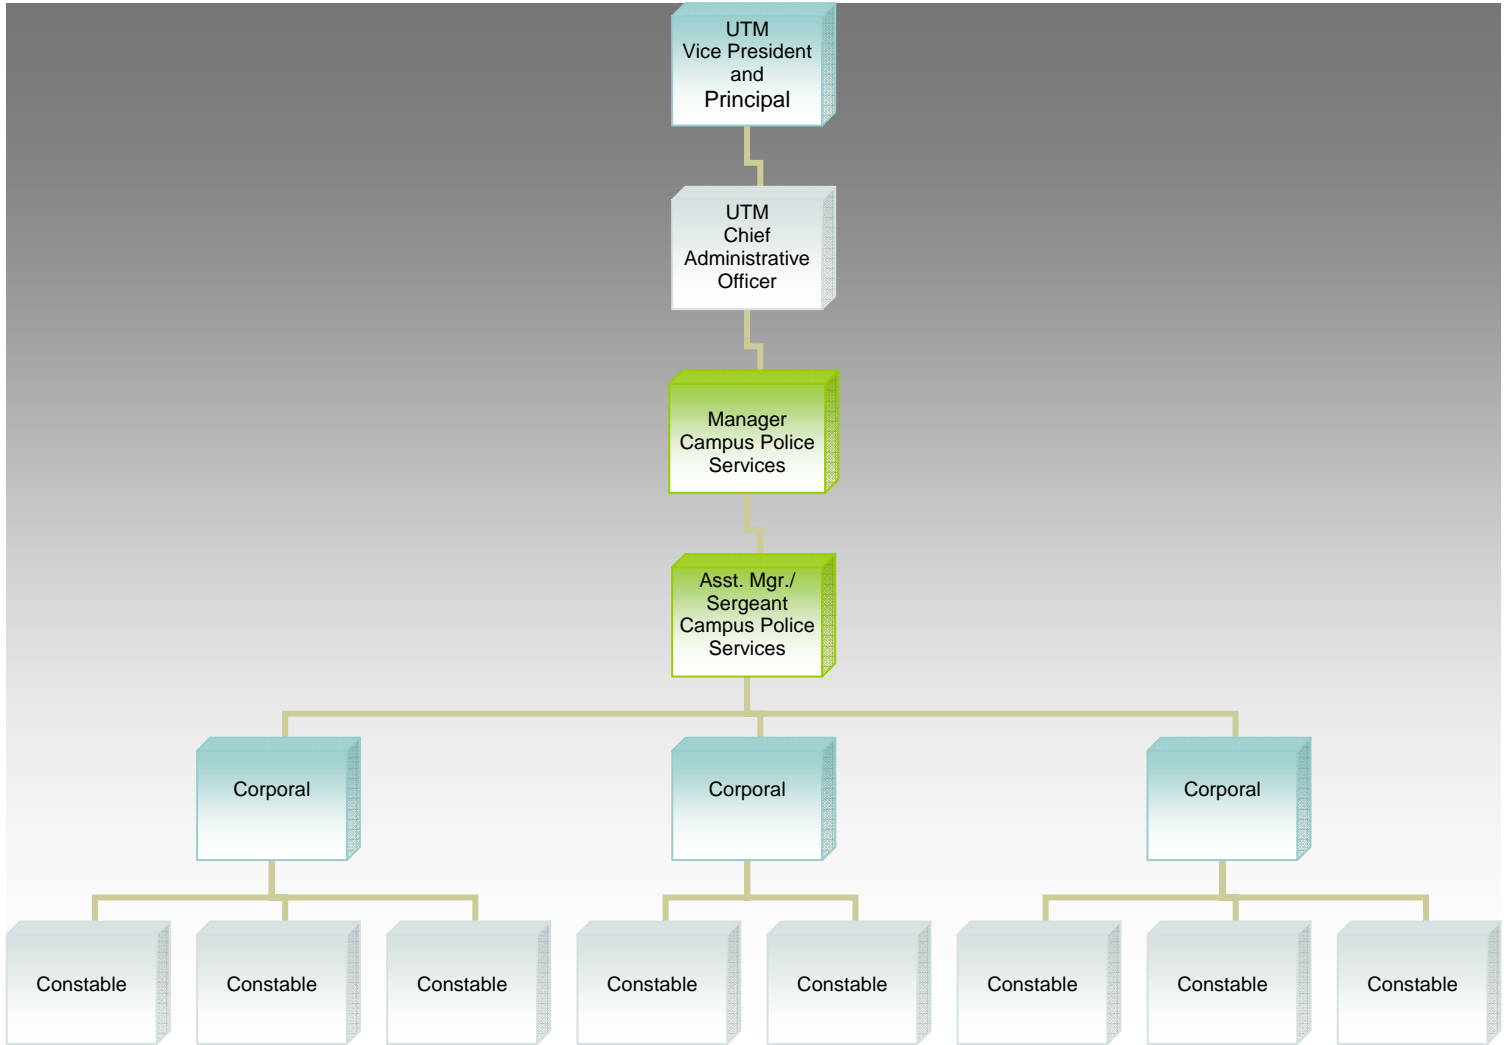 UTM
Vice President
and
Principal
UTM
Chief
Administrative
Officer
Manager
Campus Police
Services
Asst. Mgr./
Sergeant
Campus Police
Services
Corporal
Corporal
Corporal
Constable
Constable
Constable
Constable
Constable
Constable
Constable
Constable